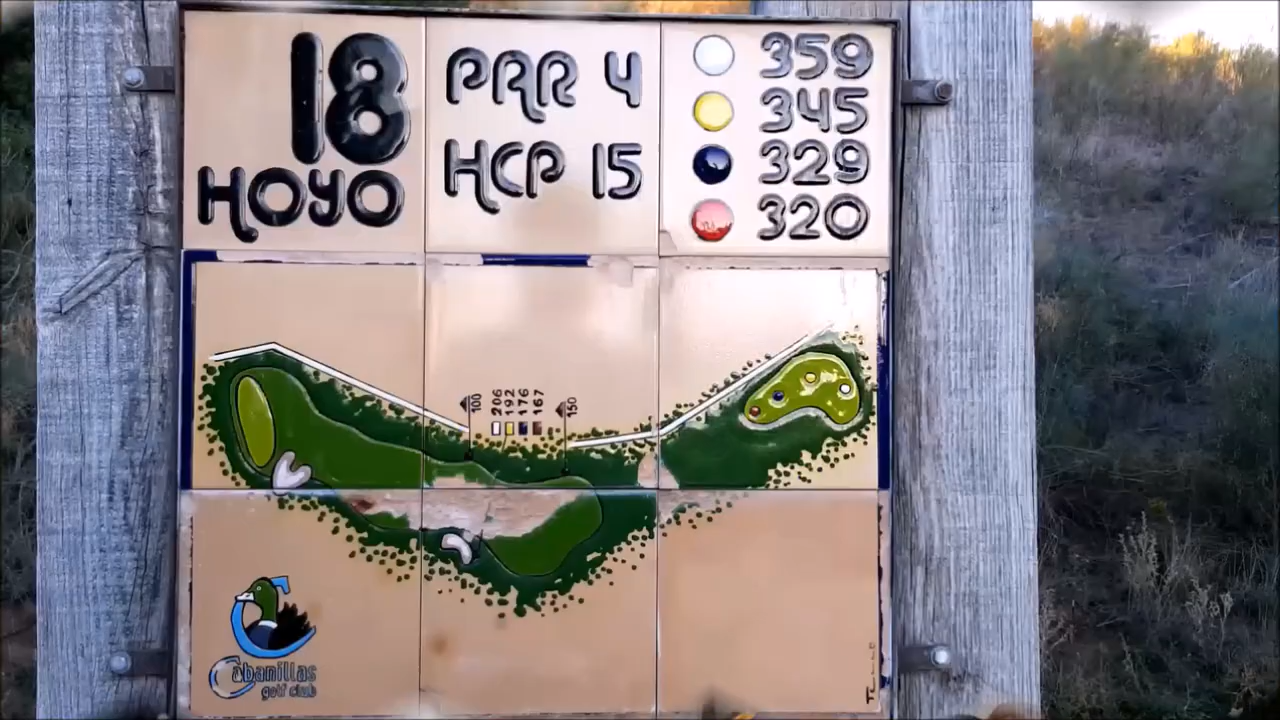 18
HOYO
PAR 4
HCP 15
359
345
329
320
100
206
192
176
167
150
Cabanillas
golf club